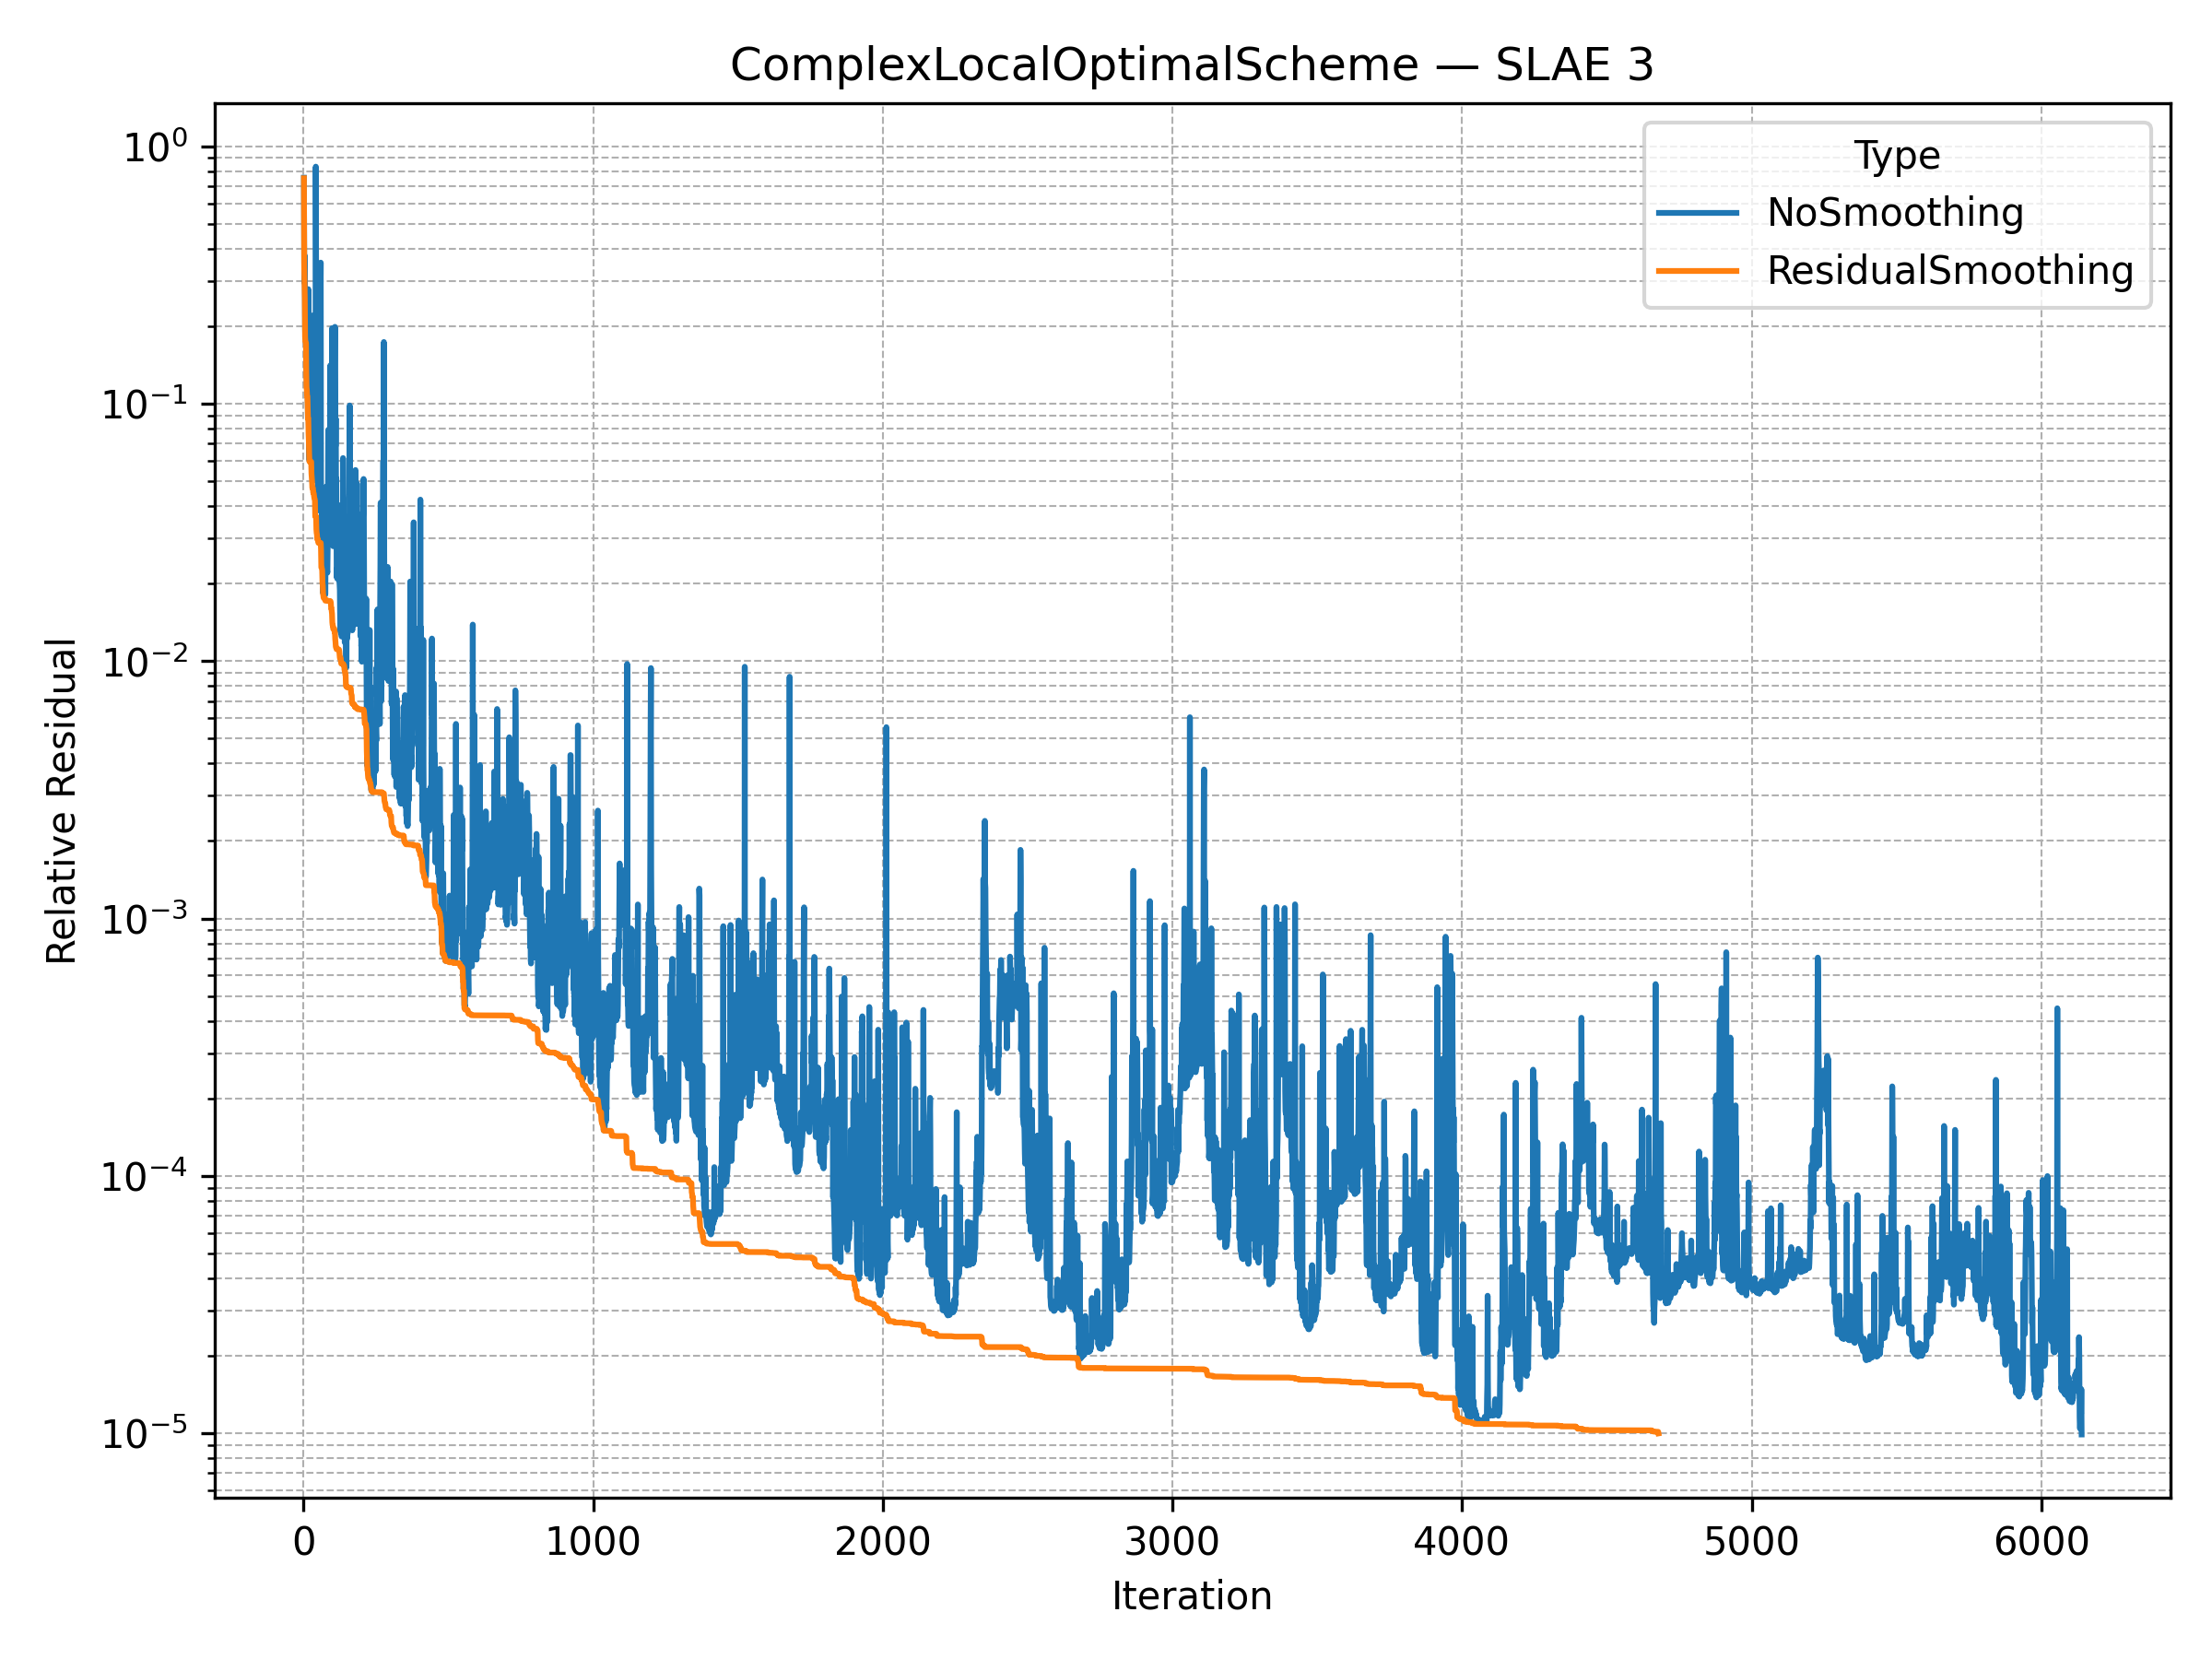 ComplexLocalOptimalScheme — SLAE 3
Type
NoSmoothing
ResidualSmoothing
10⁰
10⁻¹
10⁻²
10⁻³
10⁻⁴
10⁻⁵
Relative Residual
0 1000 2000 3000 4000 5000 6000
Iteration